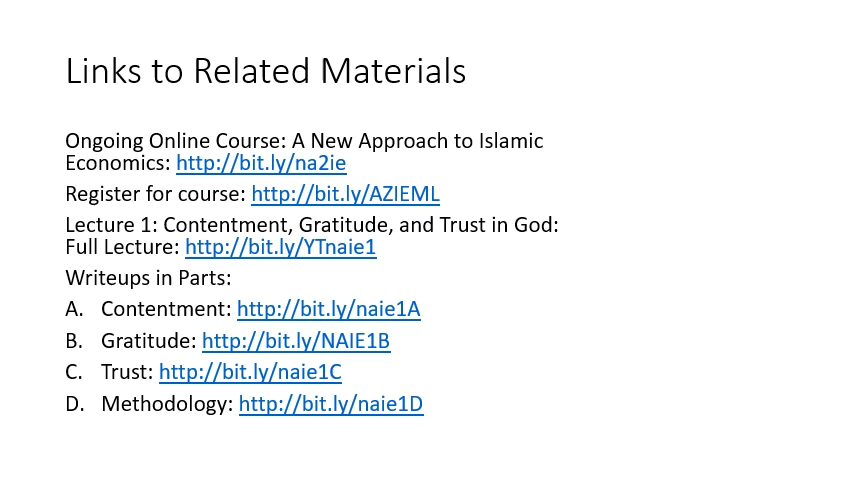 Links to Related Materials
Ongoing Online Course: A New Approach to Islamic
Economics: http://bit.ly/na2ie
Register for course: http://bit.ly/AZIEML
Lecture 1: Contentment, Gratitude, and Trust in God:
Full Lecture: http://bit.ly/YTnaie1
Writeups in Parts:
A. Contentment: http://bit.ly/naie1A
B. Gratitude: http://bit.ly/NAIE1B
C. Trust: http://bit.ly/naie1C
D. Methodology: http://bit.ly/naie1D